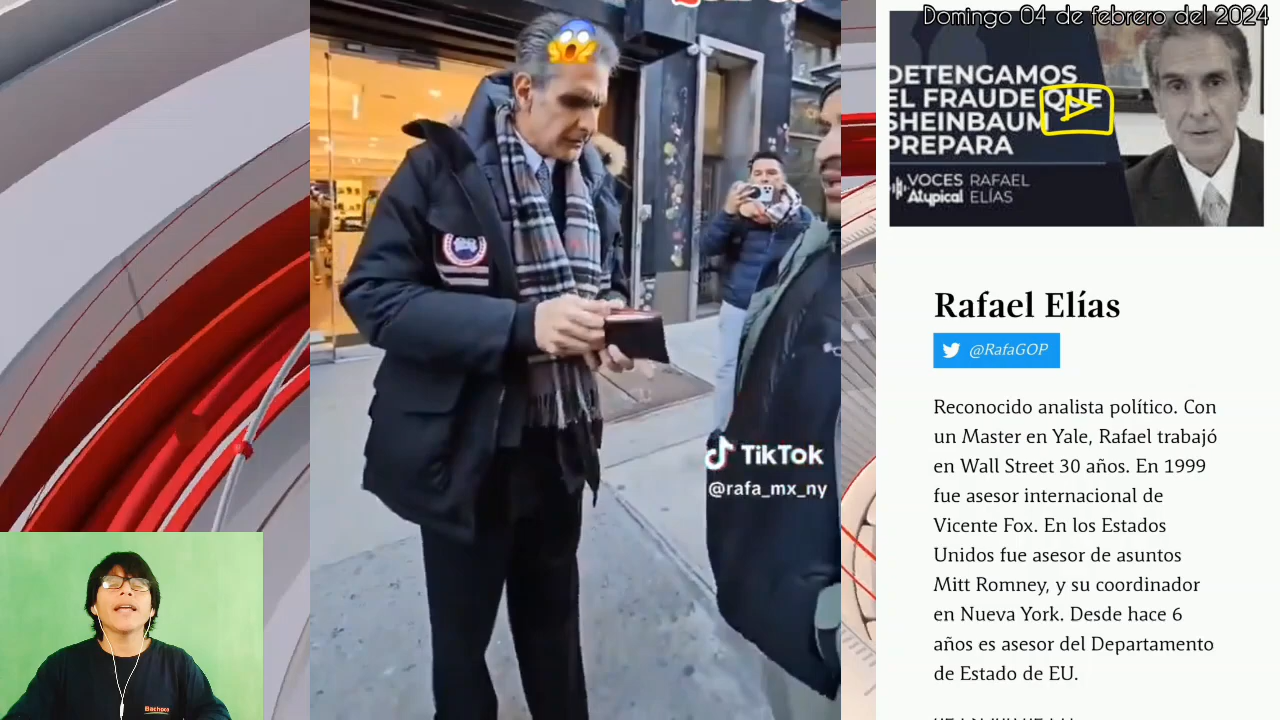 Domingo 04 de febrero del 2024
DETENGAMOS
EL FRAUDE QUE
SHEINBAUM
PREPARA
VOCES RAFAEL
Atypical ELÍAS
TikTok
@rafa_mx_ny
Rafael Elías
@RafaGOP
Reconocido analista político. Con
un Master en Yale, Rafael trabajó
en Wall Street 30 años. En 1999
fue asesor internacional de
Vicente Fox. En los Estados
Unidos fue asesor de asuntos
Mitt Romney, y su coordinador
en Nueva York. Desde hace 6
años es asesor del Departamento
de Estado de EU.
Bachoco